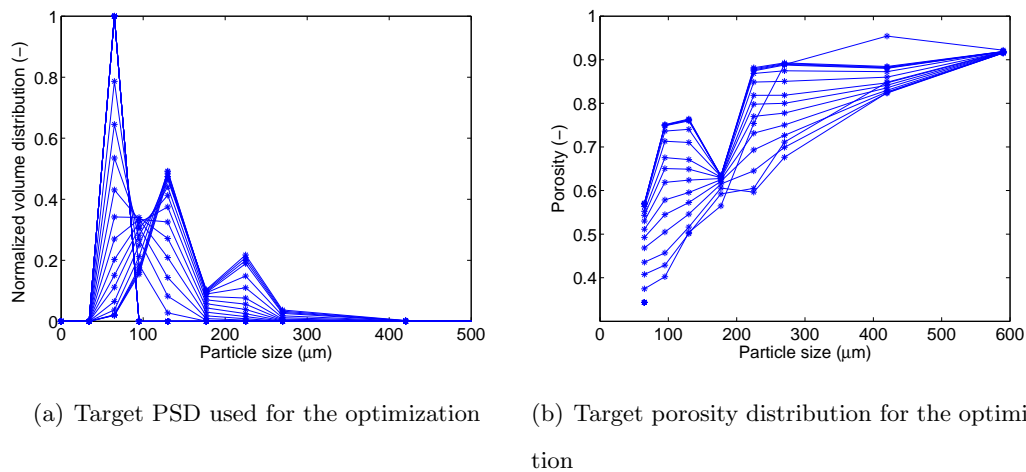 1
0.8
0.6
0.4
0.2
0
0 100 200 300 400 500
Normalized volume distribution (−)
Particle size (μm)
(a) Target PSD used for the optimization
1
0.9
0.8
0.7
0.6
0.5
0.4
0 100 200 300 400 500 600
Porosity (−)
Particle size (μm)
(b) Target porosity distribution for the optimi
tion